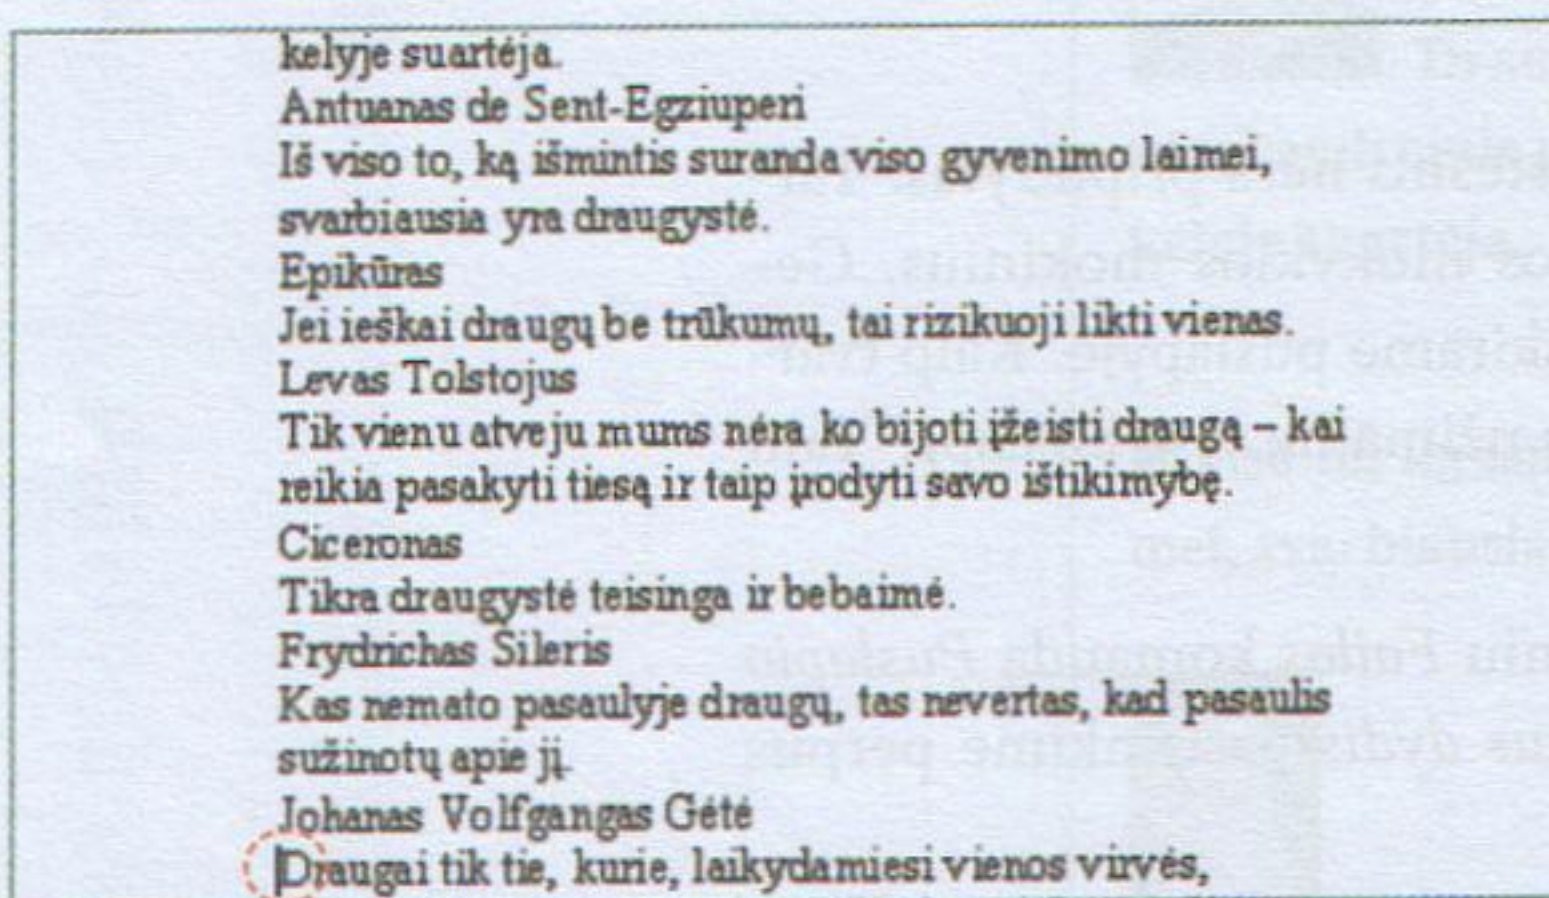 kelyje suartėja.
Antuanas de Sent-Egziuperi
Iš viso to, ką išmintis suranda viso gyvenimo laimei,
svarbiausia yra draugystė.
Epikūras
Jei ieškai draugų be trūkumų, tai rizikuoji likti vienas.
Levas Tolstojus
Tik vienu atveju mums nėra ko bijoti įžeisti draugą – kai
reikia pasakyti tiesą ir taip įrodyti savo ištikimybę.
Ciceronas
Tikra draugystė teisinga ir bebaimė.
Frydrichas Šileris
Kas nemato pasaulyje draugų, tas nevertas, kad pasaulis
sužinotų apie jį.
Johanas Volfgangas Gėtė
Draugai tik tie, kurie, laikydamiesi vienos virvės,